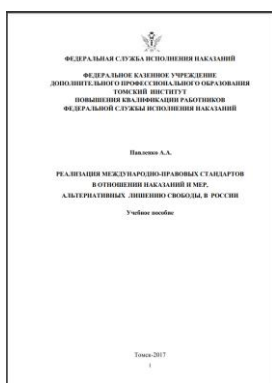 ФЕДЕРАЛЬНАЯ СЛУЖБА ИСПОЛНЕНИЯ НАКАЗАНИЙ
ФЕДЕРАЛЬНОЕ КАЗЕННОЕ УЧРЕЖДЕНИЕ
ДОПОЛНИТЕЛЬНОГО ПРОФЕССИОНАЛЬНОГО ОБРАЗОВАНИЯ
ТОМСКИЙ ИНСТИТУТ
ПОВЫШЕНИЯ КВАЛИФИКАЦИИ РАБОТНИКОВ
ФЕДЕРАЛЬНОЙ СЛУЖБЫ ИСПОЛНЕНИЯ НАКАЗАНИЙ
Павленко А.А.
РЕАЛИЗАЦИЯ МЕЖДУНАРОДНО-ПРАВОВЫХ СТАНДАРТОВ
В ОТНОШЕНИИ НАКАЗАНИЙ И МЕР,
АЛЬТЕРНАТИВНЫХ ЛИШЕНИЮ СВОБОДЫ, В РОССИИ
Учебное пособие
Томск-2017
1